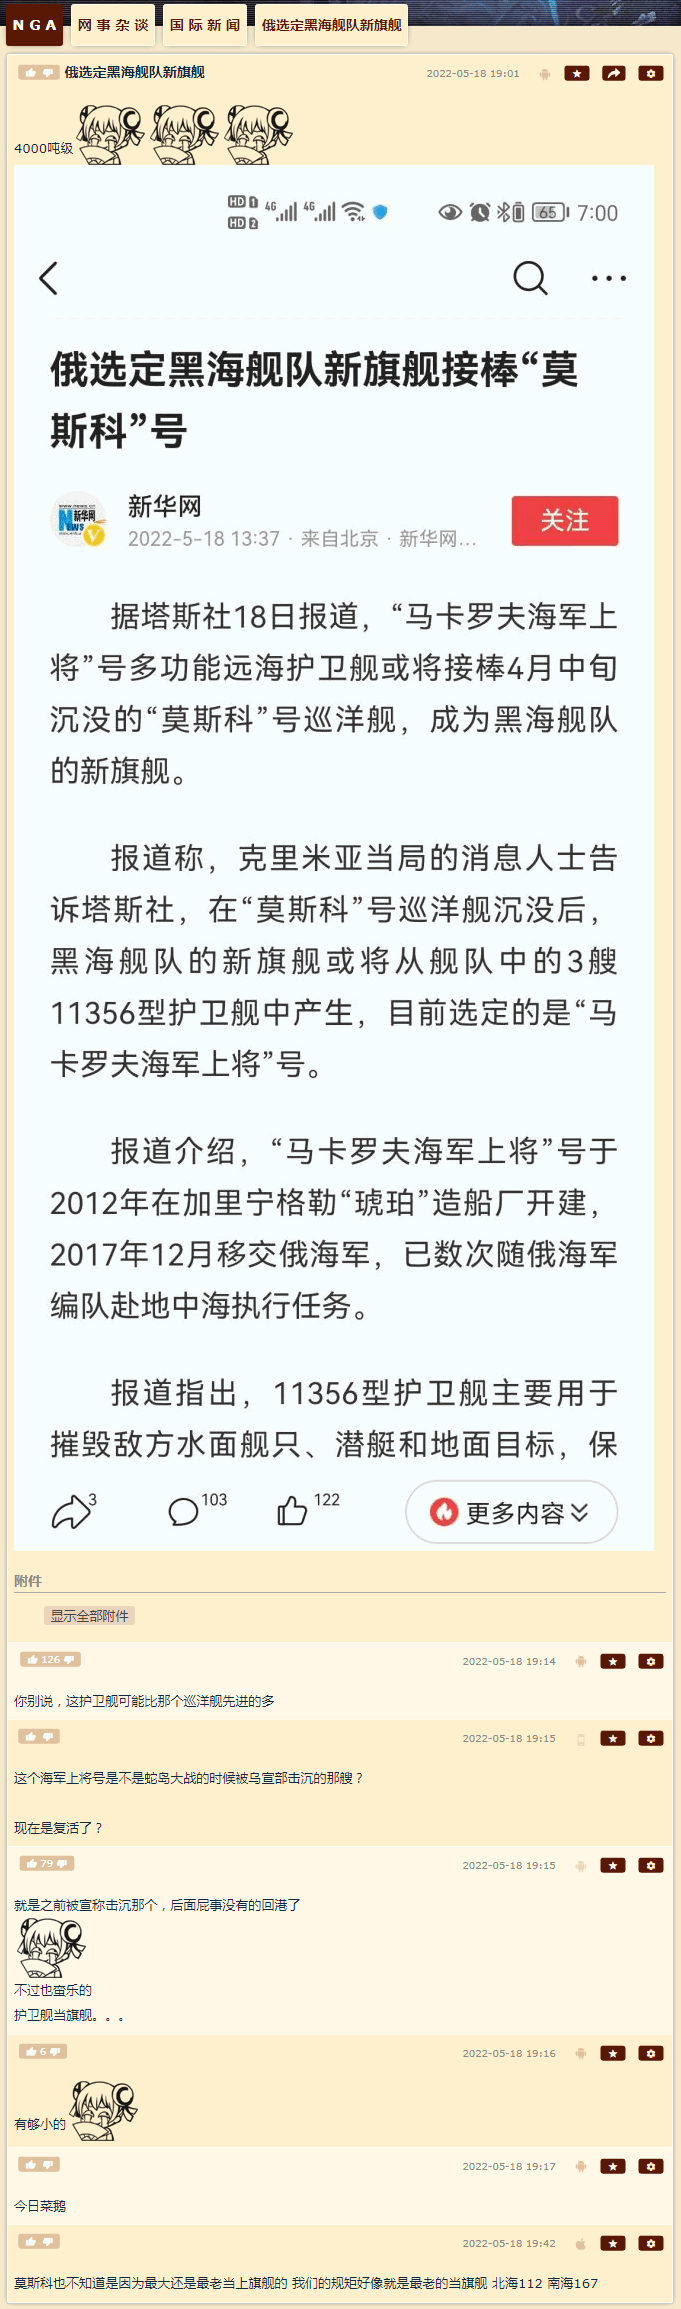 NGA 网事杂谈 国际新闻 俄选定黑海舰队新旗舰
俄选定黑海舰队新旗舰 2022-05-18 19:01
4000吨级
HD 1 4G 4G 65 7:00
HD 2
俄选定黑海舰队新旗舰接棒“莫
斯科”号
新华网
2022-5-18 13:37 · 来自北京 · 新华网...
关注
据塔斯社18日报道，“马卡罗夫海军上
将”号多功能远海护卫舰或将接棒4月中旬
沉没的“莫斯科”号巡洋舰，成为黑海舰队
的新旗舰。
报道称，克里米亚当局的消息人士告
诉塔斯社，在“莫斯科”号巡洋舰沉没后，
黑海舰队的新旗舰或将从舰队中的3艘
11356型护卫舰中产生，目前选定的是“马
卡罗夫海军上将”号。
报道介绍，“马卡罗夫海军上将”号于
2012年在加里宁格勒“琥珀”造船厂开建，
2017年12月移交俄海军，已数次随俄海军
编队赴地中海执行任务。
报道指出，11356型护卫舰主要用于
摧毁敌方水面舰只、潜艇和地面目标，保
3 103 122 更多内容
附件
显示全部附件
126 2022-05-18 19:14
你别说，这护卫舰可能比那个巡洋舰先进的多
2022-05-18 19:15
这个海军上将号是不是蛇岛大战的时候被乌宣部击沉的那艘？
现在是复活了？
79 2022-05-18 19:15
就是之前被宣称击沉那个，后面屁事没有的回港了
不过也蛮乐的
护卫舰当旗舰。。。
6 2022-05-18 19:16
有够小的
2022-05-18 19:17
今日菜鹅
2022-05-18 19:42
莫斯科也不知道是因为最大还是最老当上旗舰的 我们的规矩好像就是最老的当旗舰 北海112 南海167